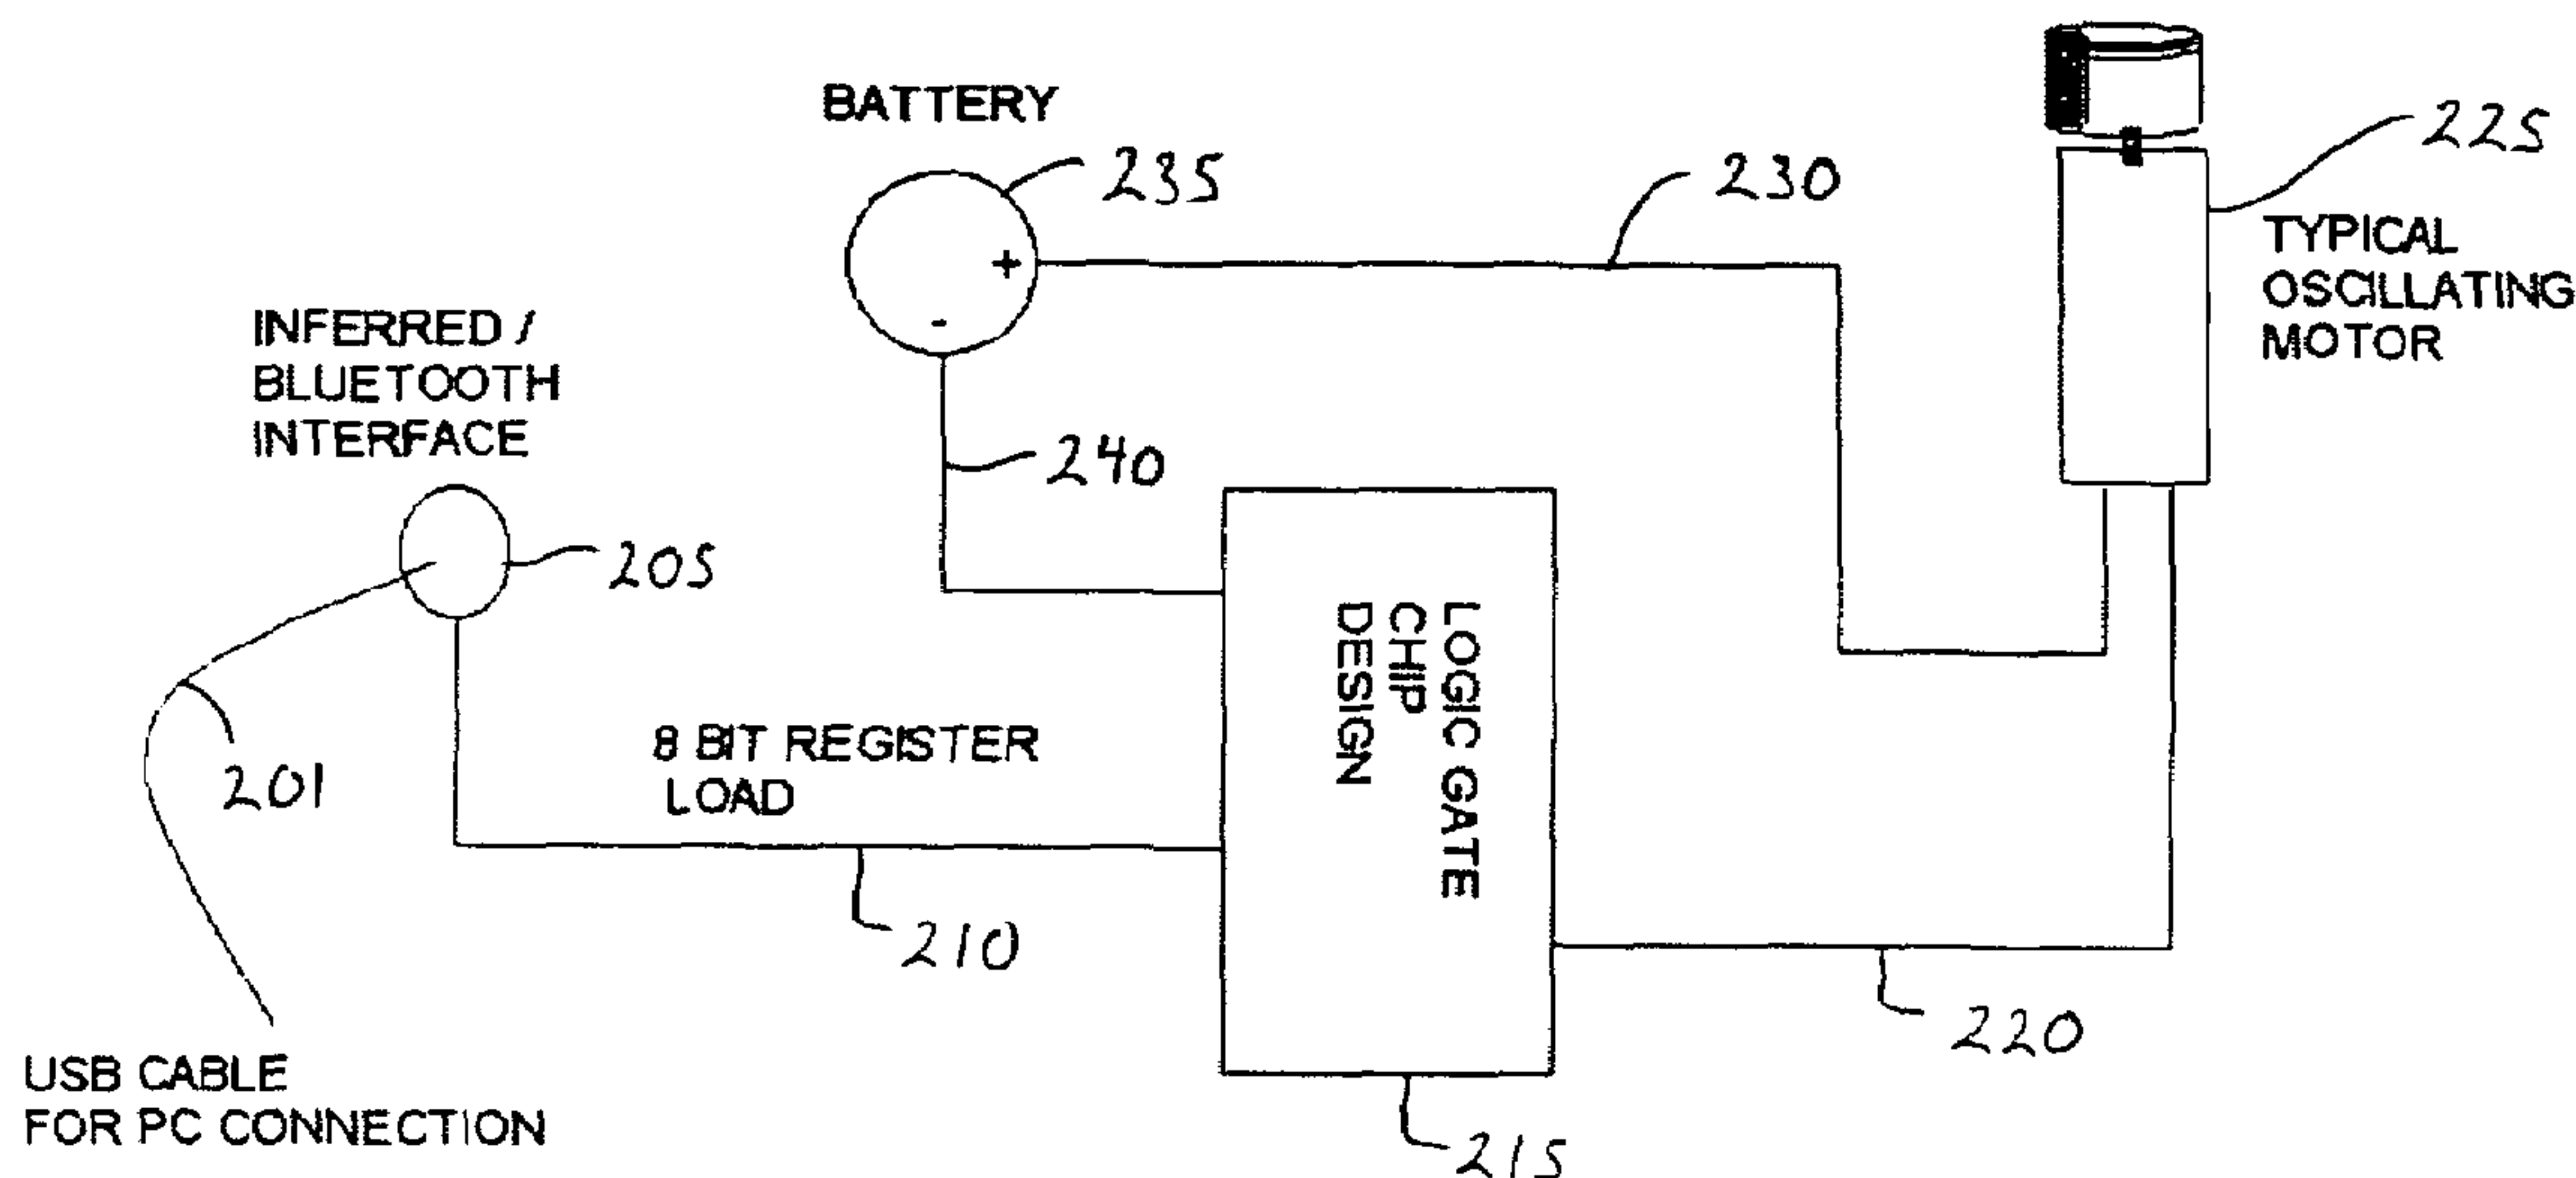 BATTERY
235
+
-
230
225
TYPICAL
OSCILLATING
MOTOR
INFERRED /
BLUETOOTH
INTERFACE
240
205
LOGIC GATE
CHIP
DESIGN
201
8 BIT REGISTER
LOAD
210
220
USB CABLE
FOR PC CONNECTION
215